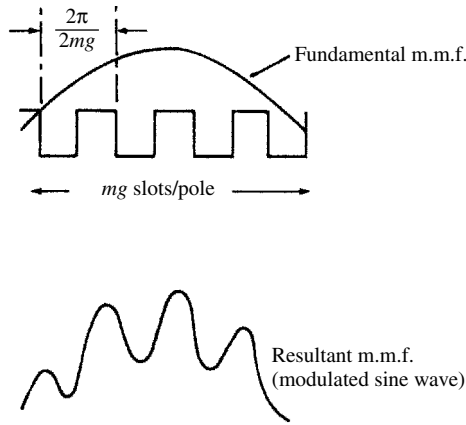 2π
2mg
Fundamental m.m.f.
mg slots/pole
Resultant m.m.f.
(modulated sine wave)